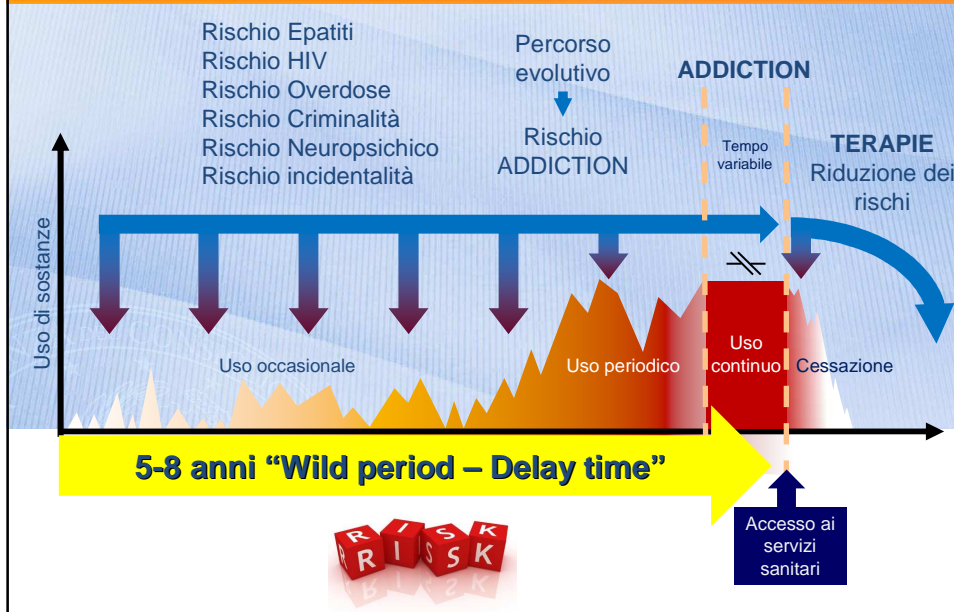 Rischio Epatiti
Rischio HIV
Rischio Overdose
Rischio Criminalità
Rischio Neuropsichico
Rischio incidentalità
Percorso
evolutivo
Rischio
ADDICTION
ADDICTION
Tempo
variabile
TERAPIE
Riduzione dei
rischi
Uso di sostanze
Uso occasionale
Uso periodico
Uso
continuo
Cessazione
5-8 anni “Wild period – Delay time”
R I S K
R R I S S K
Accesso ai
servizi
sanitari